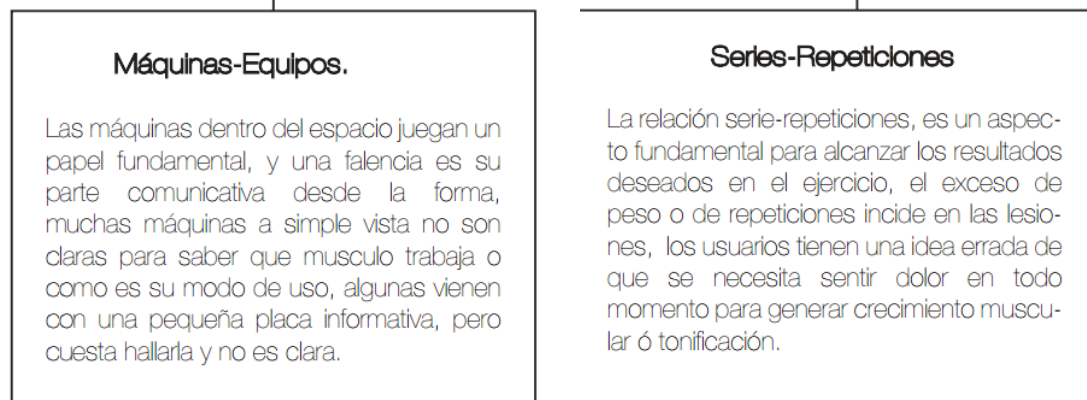 Máquinas-Equipos.
Las máquinas dentro del espacio juegan un
papel fundamental, y una falencia es su
parte comunicativa desde la forma,
muchas máquinas a simple vista no son
claras para saber que musculo trabaja o
como es su modo de uso, algunas vienen
con una pequeña placa informativa, pero
cuesta hallarla y no es clara.
Series-Repeticiones
La relación serie-repeticiones, es un aspec-
to fundamental para alcanzar los resultados
deseados en el ejercicio, el exceso de
peso o de repeticiones incide en las lesio-
nes, los usuarios tienen una idea errada de
que se necesita sentir dolor en todo
momento para generar crecimiento muscu-
lar ó tonificación.